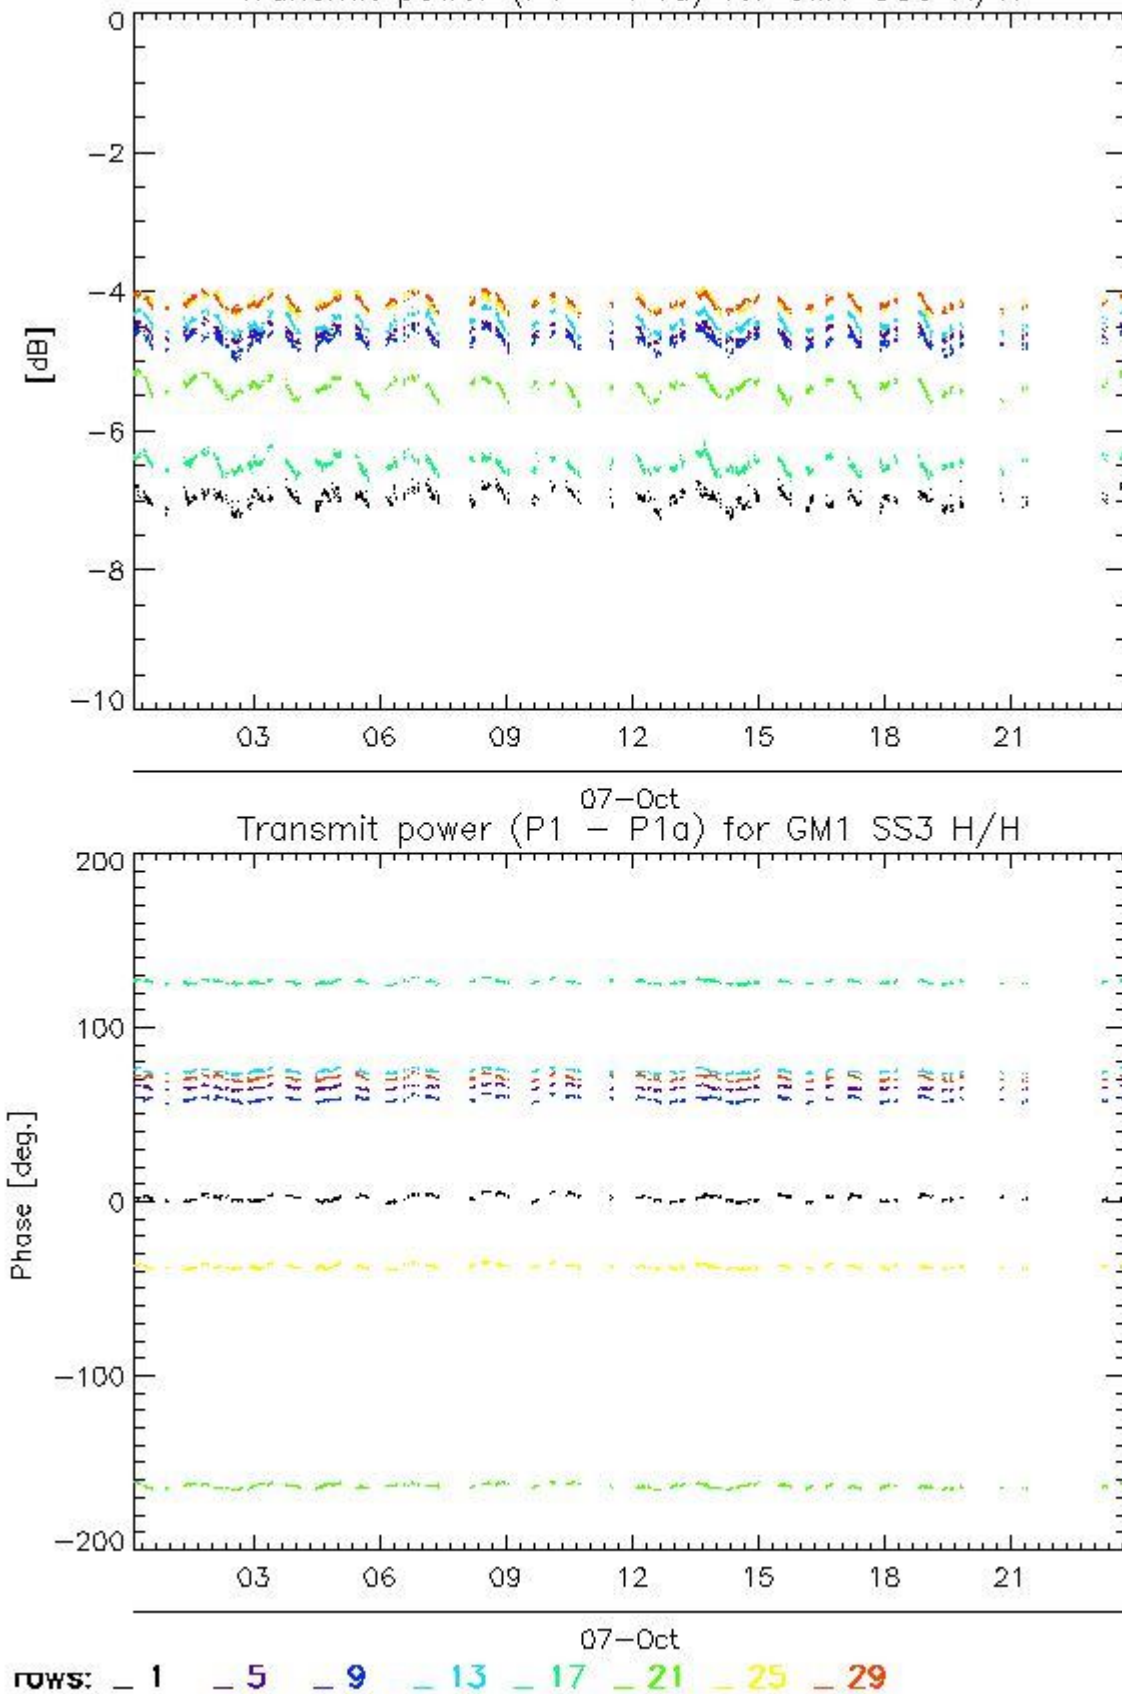 0
-2
-4
[dB]
-6
-8
-10
03 06 09 12 15 18 21
07-Oct
Transmit power (P1 - P1a) for GM1 SS3 H/H
200
100
Phase [deg.]
0
-100
-200
03 06 09 12 15 18 21
07-Oct
rows: _ 1 _ 5 _ 9 _ 13 _ 17 _ 21 _ 25 _ 29